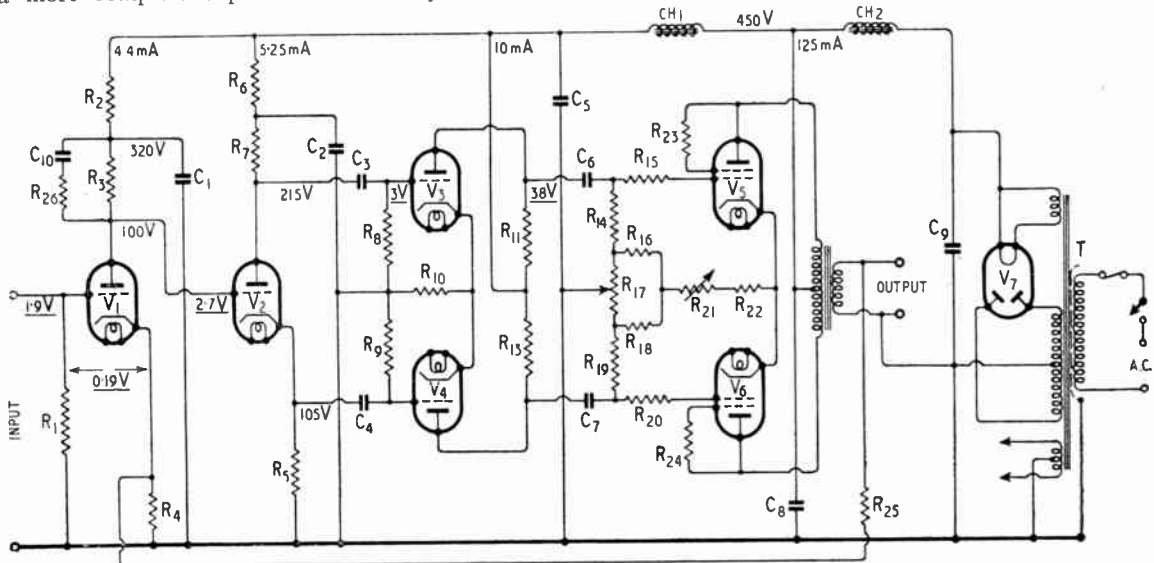 a more
CH1
450V
CH2
4.4mA
5.25mA
10mA
125mA
R2
R6
C5
R23
C10
320V
R7
C2
C3
C6
R15
V5
R3
C1
R26
215V
3V
V3
38V
R14
C9
100V
R8
R11
R16
V7
T
R10
R17
R21
R22
OUTPUT
1.9V
V1
2.7V
V2
R9
R13
R18
A.C.
0.19V
V4
R19
V6
INPUT
R1
105V
C4
C7
R20
R5
R24
R4
C8
R25